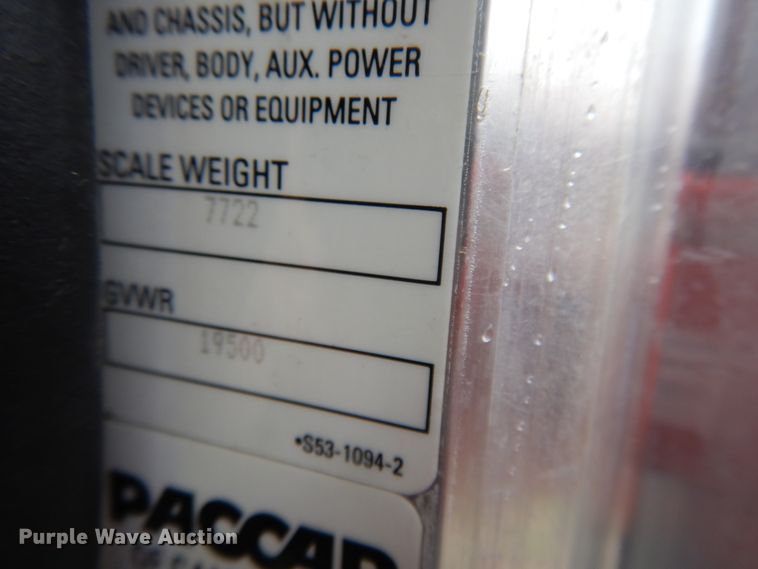 AND CHASSIS, BUT WITHOUT
DRIVER, BODY, AUX. POWER
DEVICES OR EQUIPMENT
SCALE WEIGHT
7722
GVWR
19500
•S53-1094-2
PACCAR
Purple Wave Auction